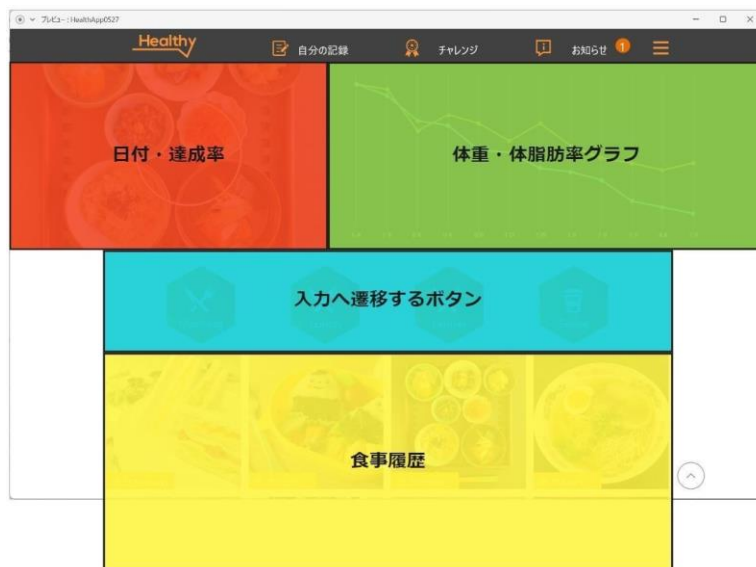 プレビュー : HealthApp0527
Healthy
自分の記録
チャレンジ
お知らせ 1
日付・達成率
体重・体脂肪率グラフ
入力へ遷移するボタン
食事履歴